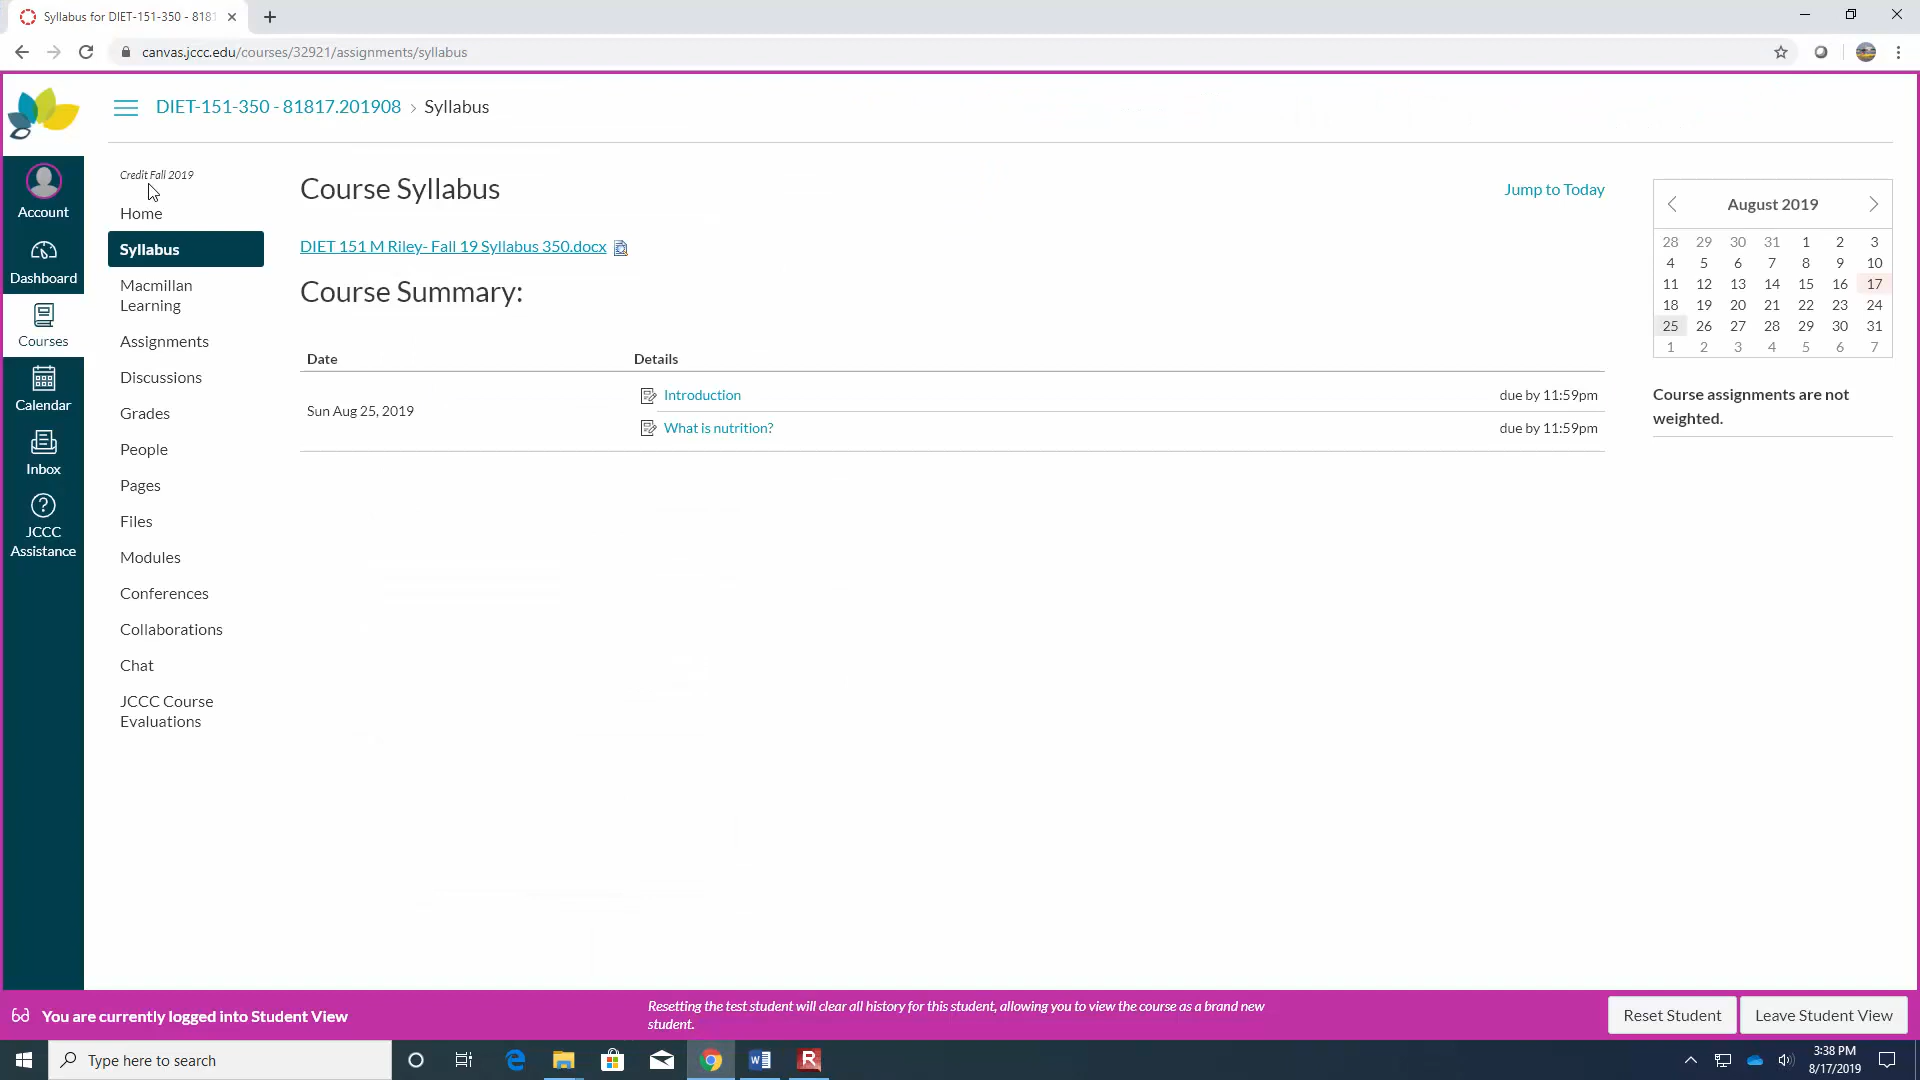 Syllabus for DIET-151-350 - 8181
canvas.jccc.edu/courses/32921/assignments/syllabus
DIET-151-350 - 81817.201908 › Syllabus
Account
Dashboard
Courses
Calendar
Inbox
JCCC
Assistance
Credit Fall 2019
Home
Syllabus
Macmillan
Learning
Assignments
Discussions
Grades
People
Pages
Files
Modules
Conferences
Collaborations
Chat
JCCC Course
Evaluations
Course Syllabus
Jump to Today
DIET 151 M Riley- Fall 19 Syllabus 350.docx
Course Summary:
Date Details
Sun Aug 25, 2019
Introduction due by 11:59pm
What is nutrition? due by 11:59pm
August 2019
28 29 30 31 1 2 3
4 5 6 7 8 9 10
11 12 13 14 15 16 17
18 19 20 21 22 23 24
25 26 27 28 29 30 31
1 2 3 4 5 6 7
Course assignments are not
weighted.
You are currently logged into Student View
Resetting the test student will clear all history for this student, allowing you to view the course as a brand new
student.
Reset Student
Leave Student View
Type here to search
3:38 PM
8/17/2019